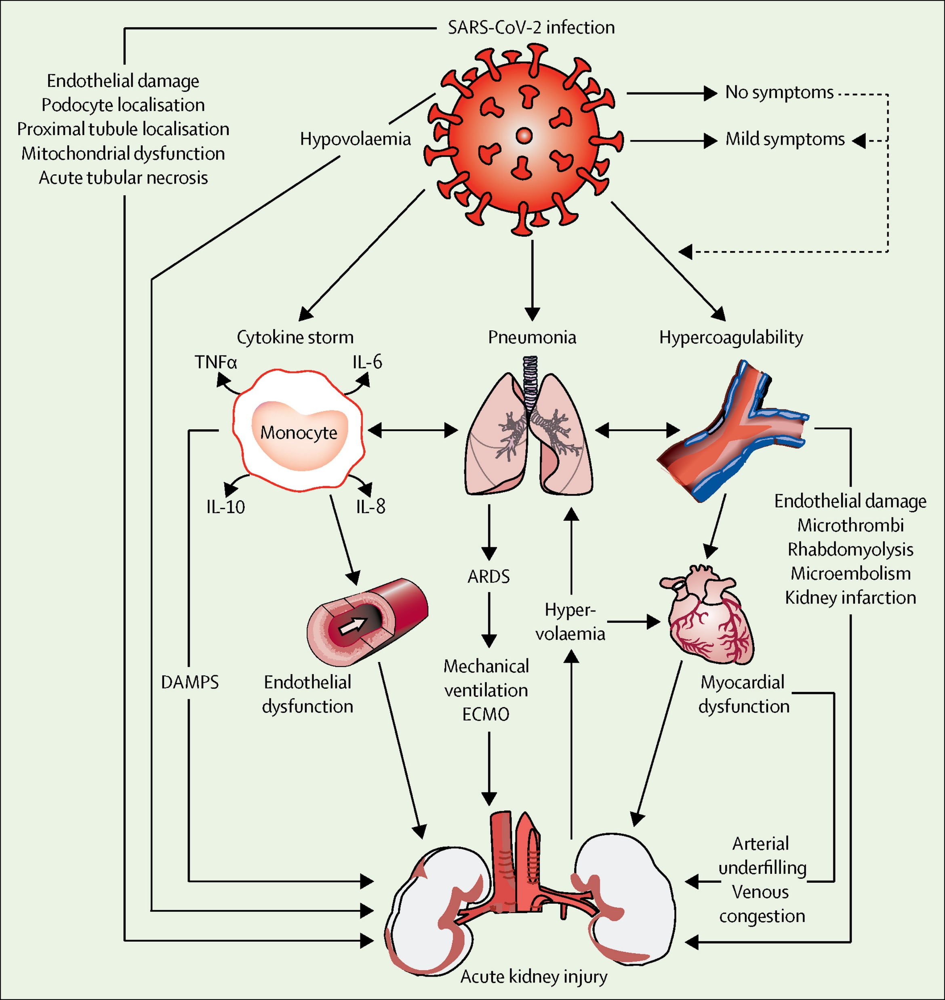 SARS-CoV-2 infection
Endothelial damage
Podocyte localisation
Proximal tubule localisation
Mitochondrial dysfunction
Acute tubular necrosis
Hypovolaemia
No symptoms
Mild symptoms
Cytokine storm
Pneumonia
Hypercoagulability
TNFα
IL-6
Monocyte
IL-10
IL-8
Endothelial damage
Microthrombi
Rhabdomyolysis
Microembolism
Kidney infarction
ARDS
Hyper-
volaemia
Mechanical
ventilation
ECMO
DAMPS
Endothelial
dysfunction
Myocardial
dysfunction
Arterial
underfilling
Venous
congestion
Acute kidney injury